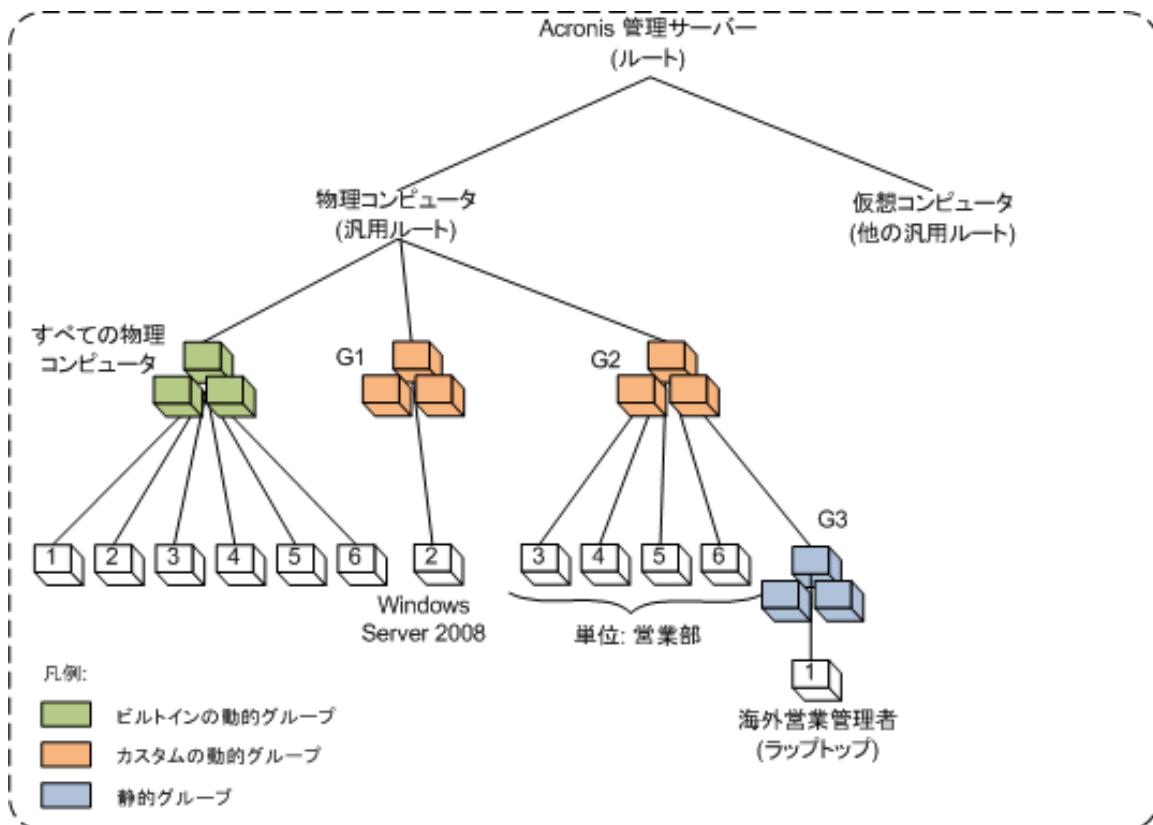 Acronis 管理サーバー
(ルート)
物理コンピュータ
(汎用ルート)
仮想コンピュータ
(他の汎用ルート)
すべての物理
コンピュータ
G1
G2
1
2
3
4
5
6
2
Windows
Server 2008
3
4
5
6
単位: 営業部
G3
1
海外営業管理者
(ラップトップ)
凡例:
ビルトインの動的グループ
カスタムの動的グループ
静的グループ